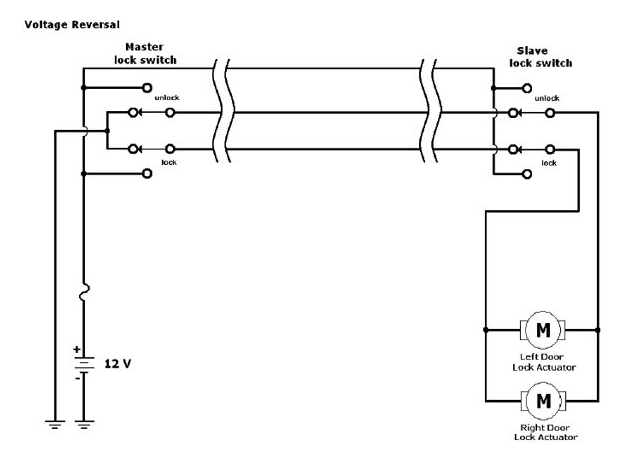 Voltage Reversal
Master
lock switch
Slave
lock switch
unlock
unlock
lock
lock
M
Left Door
Lock Actuator
+
12 V
-
M
Right Door
Lock Actuator